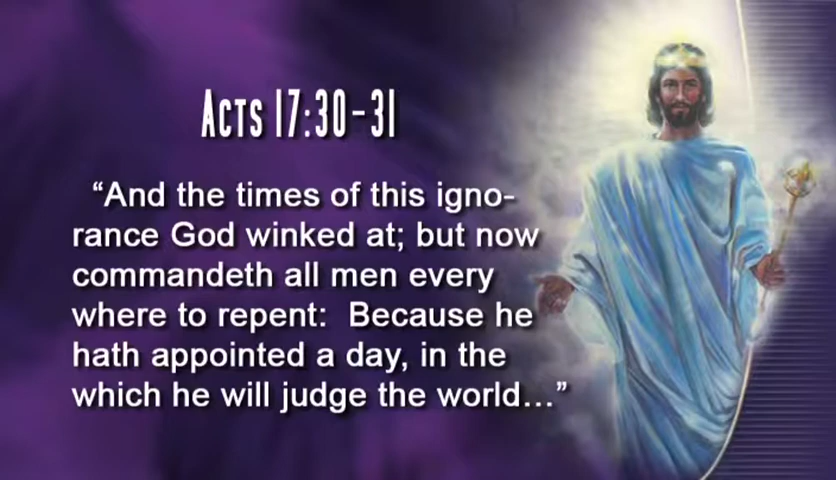 Acts 17:30-31
“And the times of this igno-
rance God winked at; but now
commandeth all men every
where to repent:  Because he
hath appointed a day, in the
which he will judge the world...”